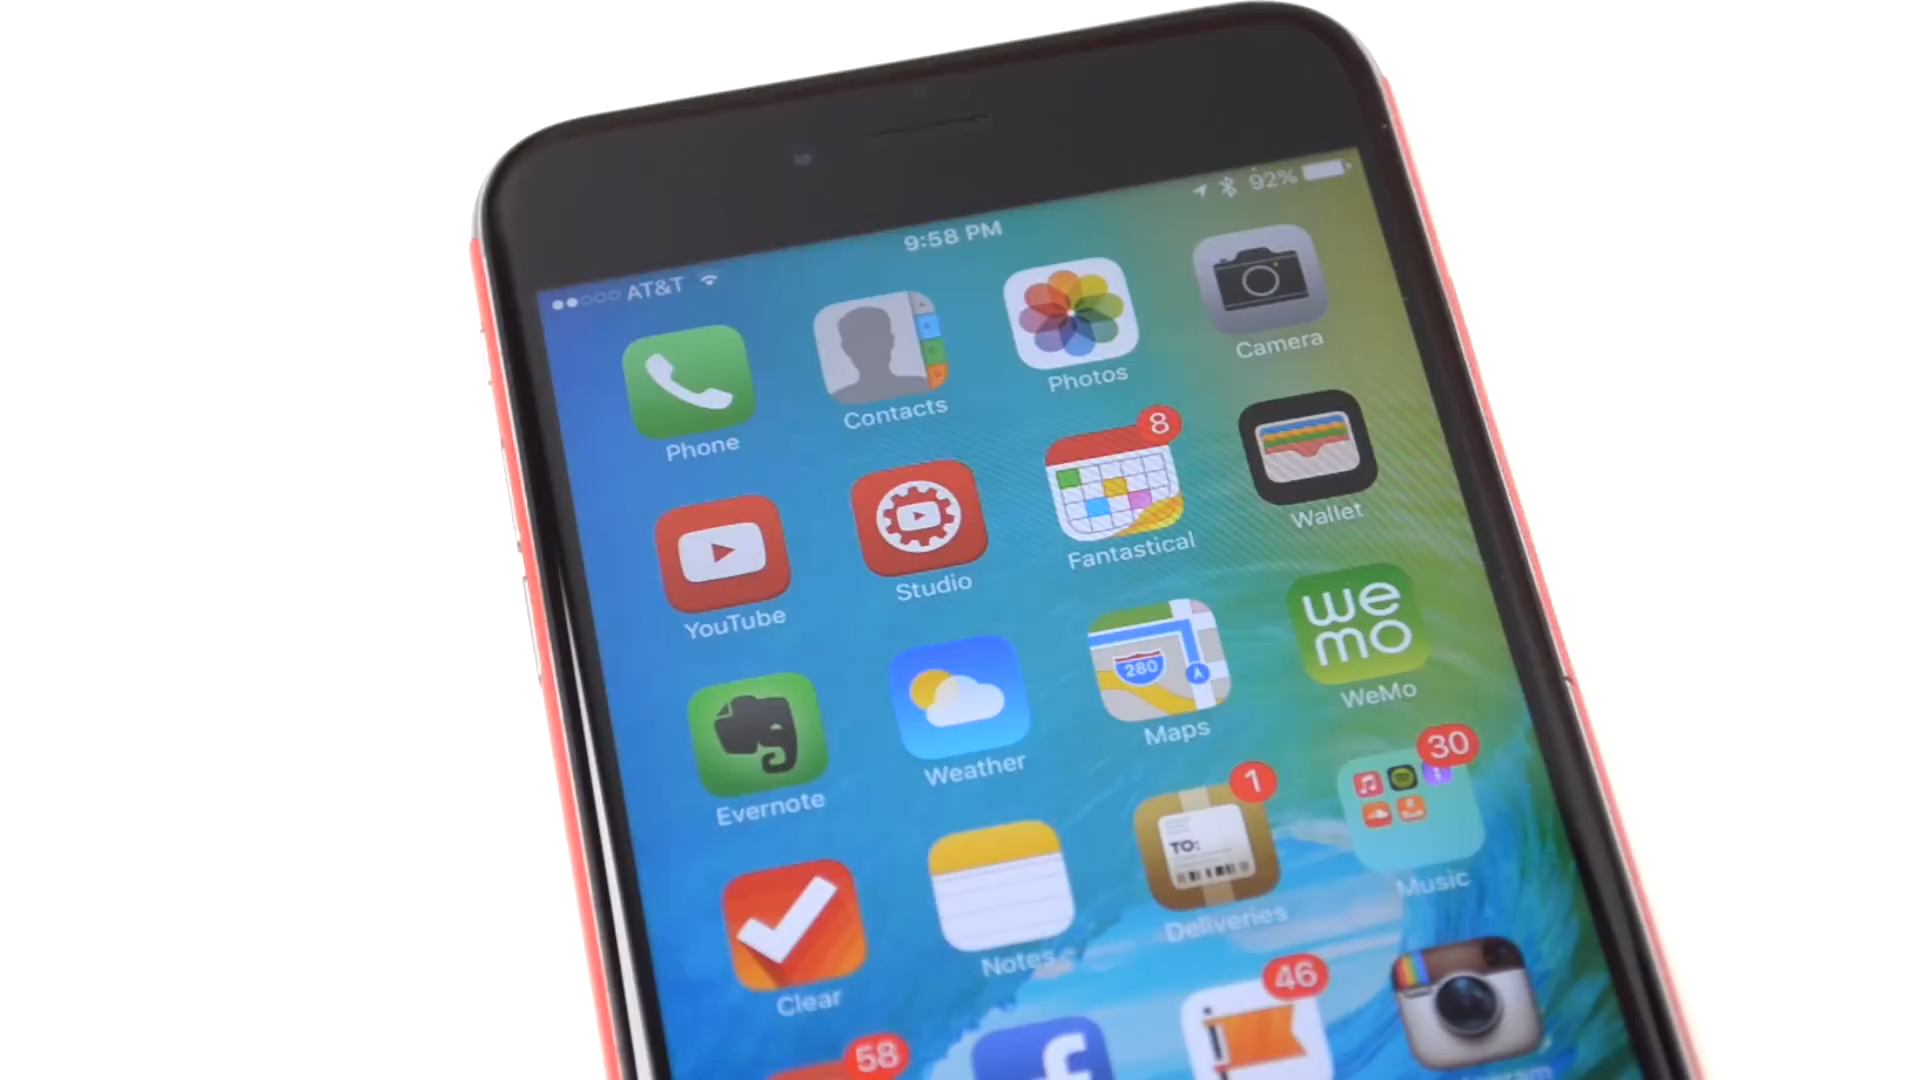 AT&T 9:58 PM 92%
Phone Contacts Photos Camera
8
YouTube Studio Fantastical Wallet
280
we
mo
Evernote Weather Maps WeMo
1 30
TO:
Clear Notes Deliveries Music
58 46
f